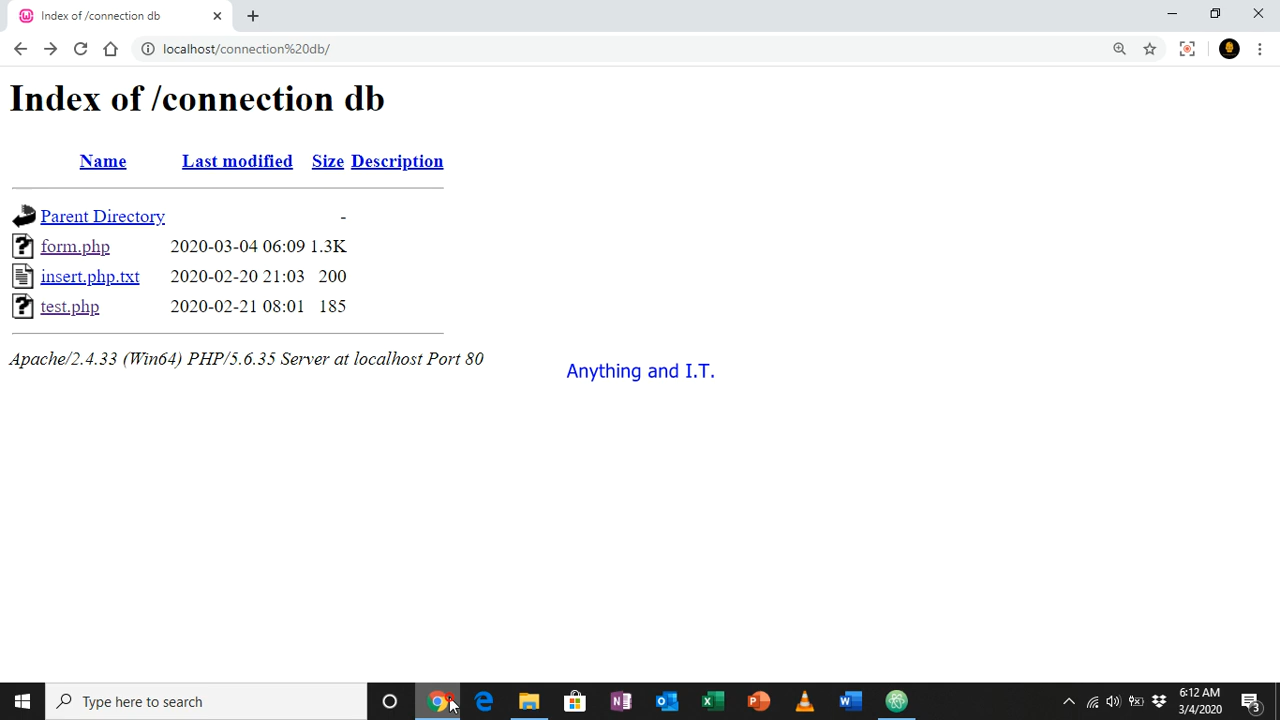 Index of /connection db
localhost/connection%20db/
Index of /connection db
Name Last modified Size Description
Parent Directory -
form.php 2020-03-04 06:09 1.3K
insert.php.txt 2020-02-20 21:03 200
test.php 2020-02-21 08:01 185
Apache/2.4.33 (Win64) PHP/5.6.35 Server at localhost Port 80
Anything and I.T.
Type here to search
6:12 AM
3/4/2020
3